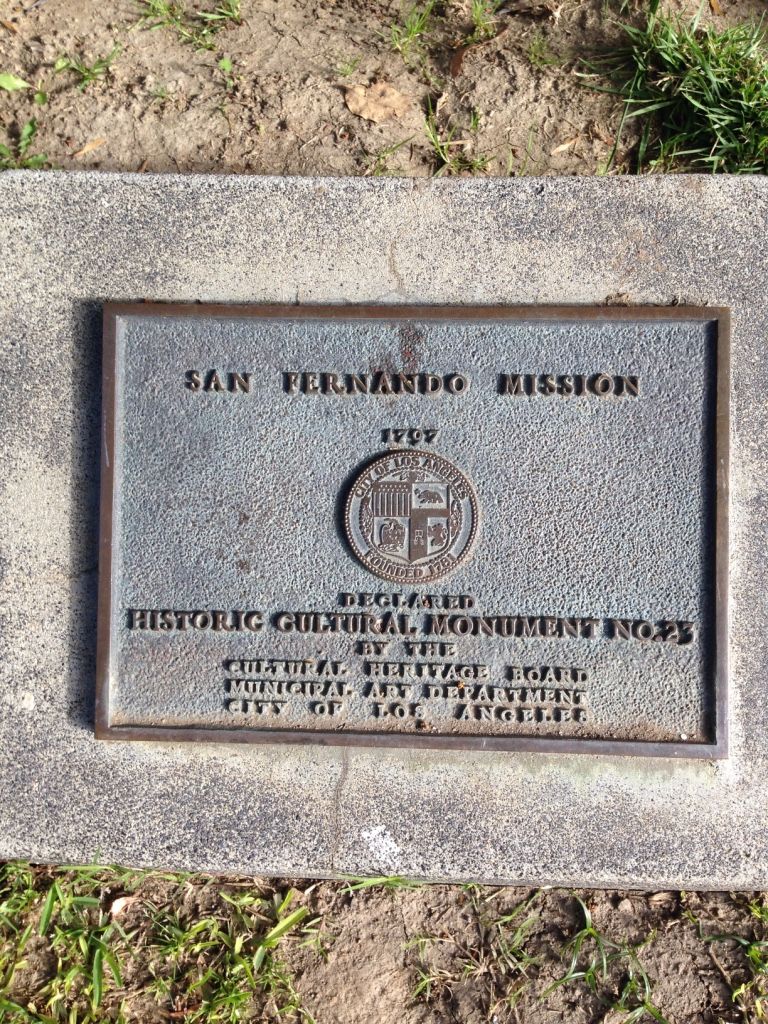 SAN FERNANDO MISSION
1797
CITY OF LOS ANGELES
FOUNDED 1781
DECLARED
HISTORIC CULTURAL MONUMENT NO. 23
BY THE
CULTURAL HERITAGE BOARD
MUNICIPAL ART DEPARTMENT
CITY OF LOS ANGELES